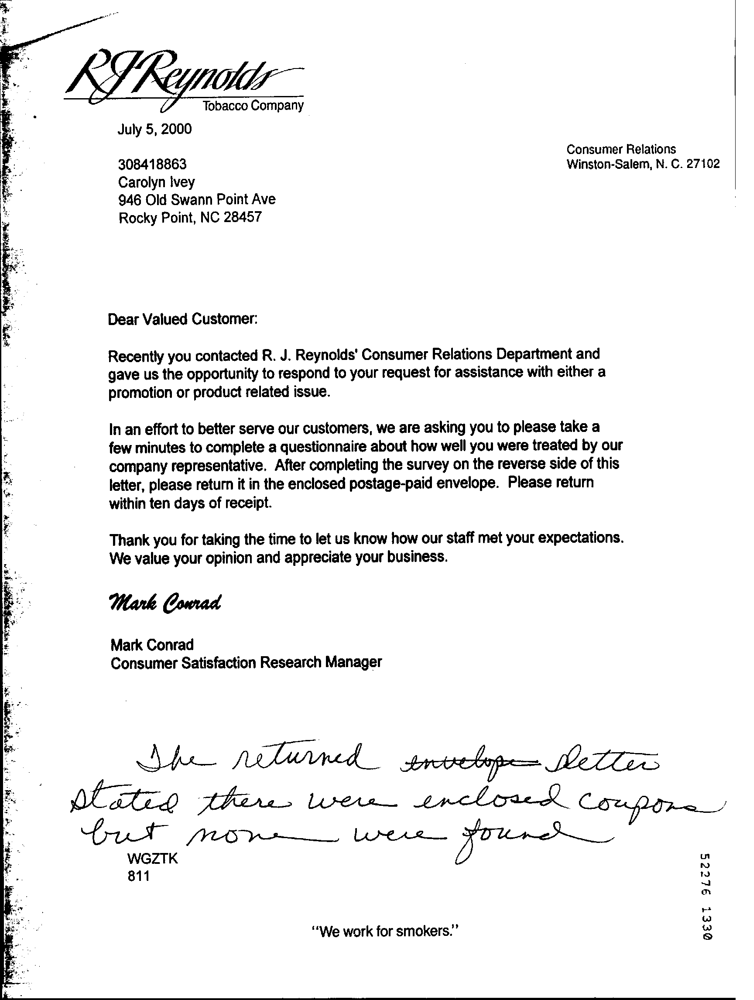 RJReynolds
Tobacco Company
July 5, 2000
Consumer Relations
Winston-Salem, N. C. 27102
308418863
Carolyn Ivey
946 Old Swann Point Ave
Rocky Point, NC 28457
Dear Valued Customer:
Recently you contacted R. J. Reynolds' Consumer Relations Department and
gave us the opportunity to respond to your request for assistance with either a
promotion or product related issue.
In an effort to better serve our customers, we are asking you to please take a
few minutes to complete a questionnaire about how well you were treated by our
company representative. After completing the survey on the reverse side of this
letter, please return it in the enclosed postage-paid envelope. Please return
within ten days of receipt.
Thank you for taking the time to let us know how our staff met your expectations.
We value your opinion and appreciate your business.
Mark Conrad
Mark Conrad
Consumer Satisfaction Research Manager
The returned envelope letter
stated there were enclosed coupons
but none were found
WGZTK
811
52276 1330
"We work for smokers."